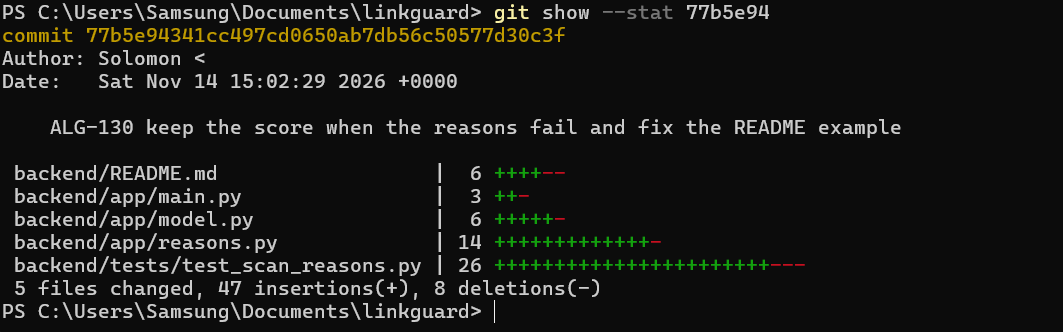 PS C:\Users\Samsung\Documents\linkguard> git show --stat 77b5e94
commit 77b5e94341cc497cd0650ab7db56c50577d30c3f
Author: Solomon <
Date:   Sat Nov 14 15:02:29 2026 +0000
    ALG-130 keep the score when the reasons fail and fix the README example
 backend/README.md                  |  6 ++++--
 backend/app/main.py                |  3 ++-
 backend/app/model.py               |  6 +++++-
 backend/app/reasons.py             | 14 +++++++++++++-
 backend/tests/test_scan_reasons.py | 26 +++++++++++++++++++++++---
 5 files changed, 47 insertions(+), 8 deletions(-)
PS C:\Users\Samsung\Documents\linkguard>